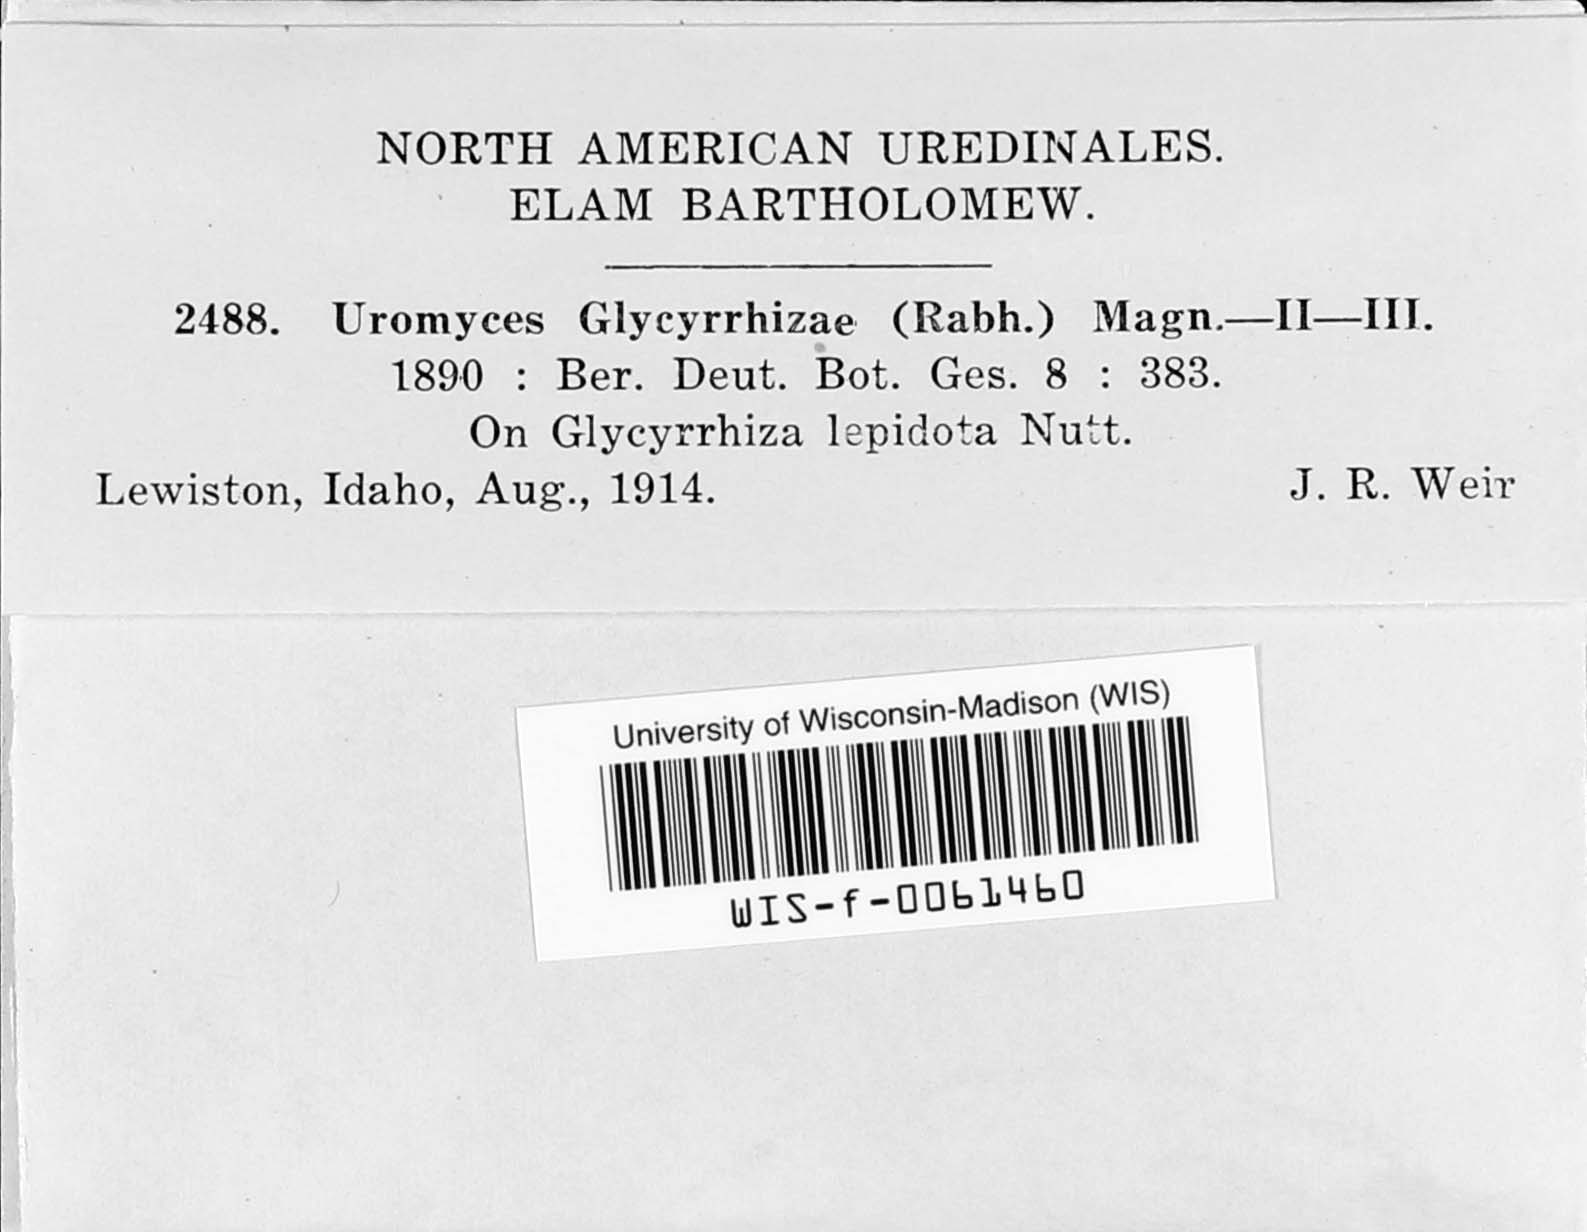 NORTH AMERICAN UREDINALES.
ELAM BARTHOLOMEW.
2488. Uromyces Glycyrrhizae (Rabh.) Magn.—II—III.
1890 : Ber. Deut. Bot. Ges. 8 : 383.
On Glycyrrhiza lepidota Nutt.
Lewiston, Idaho, Aug., 1914. J. R. Weir
University of Wisconsin-Madison (WIS)
WIS-f-0061460